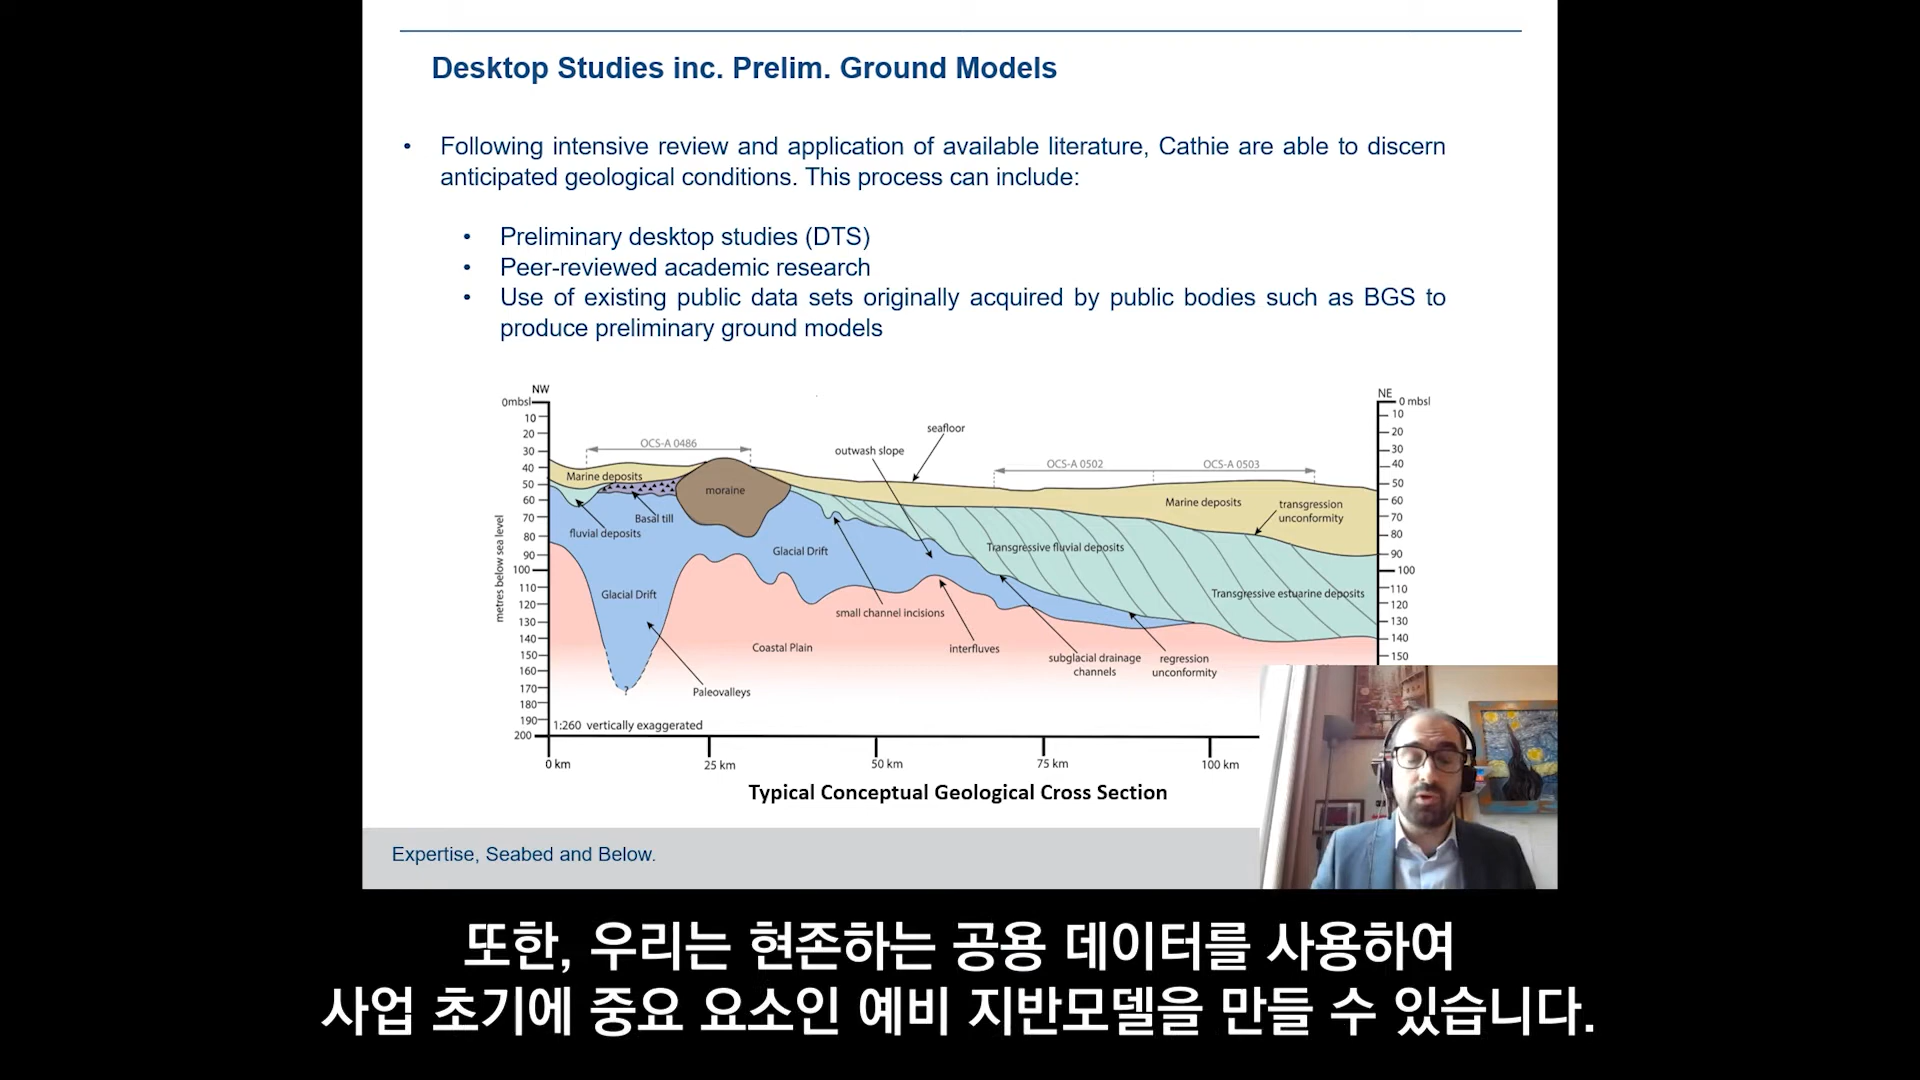 Desktop Studies inc. Prelim. Ground Models
• Following intensive review and application of available literature, Cathie are able to discern
anticipated geological conditions. This process can include:
• Preliminary desktop studies (DTS)
• Peer-reviewed academic research
• Use of existing public data sets originally acquired by public bodies such as BGS to
produce preliminary ground models
NW
NE
0mbsl
10
20
30
40
50
60
70
80
90
100
110
120
130
140
150
160
170
180
190
200
metres below sea level
0 mbsl
10
20
30
40
50
60
70
80
90
100
110
120
130
140
150
OCS-A 0486
seafloor
outwash slope
OCS-A 0502
OCS-A 0503
Marine deposits
moraine
Basal till
fluvial deposits
Marine deposits
transgression
unconformity
Glacial Drift
Transgressive fluvial deposits
Glacial Drift
Transgressive estuarine deposits
small channel incisions
Coastal Plain
interfluves
subglacial drainage
channels
regression
unconformity
Paleovalleys
?
1:260 vertically exaggerated
0 km
25 km
50 km
75 km
100 km
Typical Conceptual Geological Cross Section
Expertise, Seabed and Below.
또한, 우리는 현존하는 공용 데이터를 사용하여
사업 초기에 중요 요소인 예비 지반모델을 만들 수 있습니다.